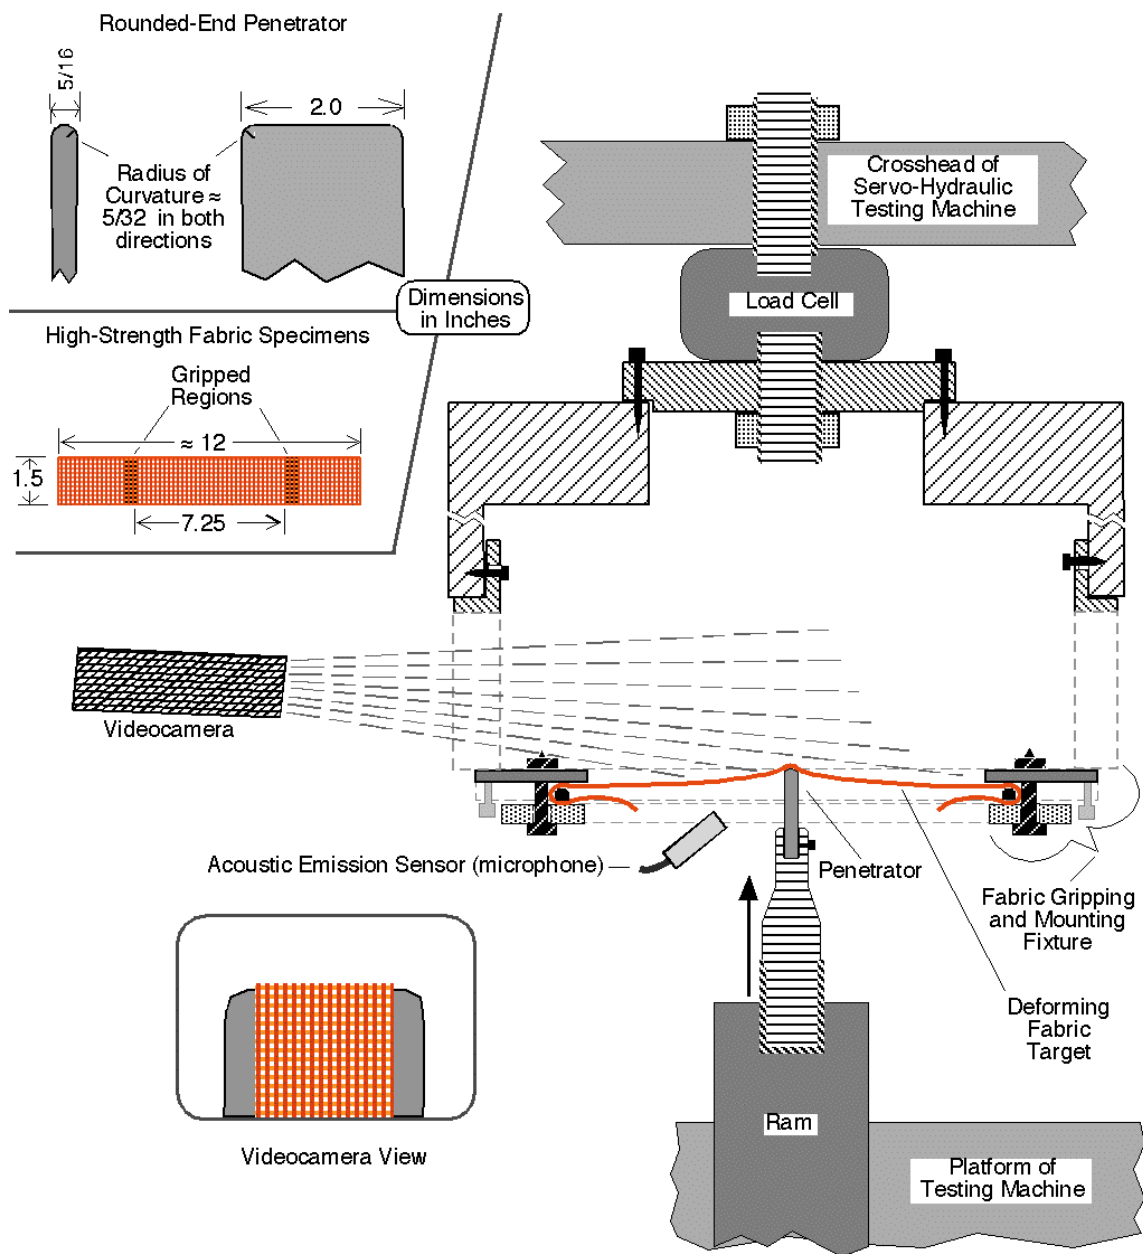 Rounded-End Penetrator
5/16
2.0
Radius of
Curvature ≈
5/32 in both
directions
Crosshead of
Servo-Hydraulic
Testing Machine
Load Cell
Dimensions
in Inches
High-Strength Fabric Specimens
Gripped
Regions
≈ 12
1.5
7.25
Videocamera
Acoustic Emission Sensor (microphone)
Penetrator
Fabric Gripping
and Mounting
Fixture
Deforming
Fabric
Target
Videocamera View
Ram
Platform of
Testing Machine